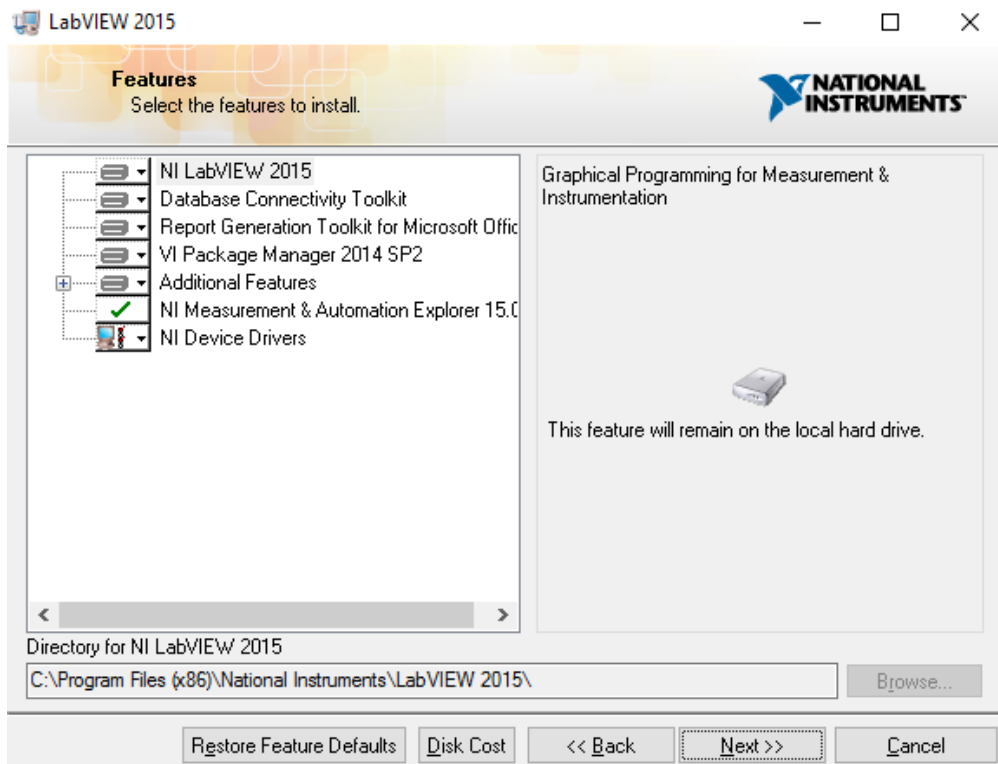 LabVIEW 2015
Features
Select the features to install.
NATIONAL
INSTRUMENTS
NI LabVIEW 2015
Database Connectivity Toolkit
Report Generation Toolkit for Microsoft Offic
VI Package Manager 2014 SP2
Additional Features
NI Measurement & Automation Explorer 15.0
NI Device Drivers
Graphical Programming for Measurement &
Instrumentation
This feature will remain on the local hard drive.
Directory for NI LabVIEW 2015
C:\Program Files (x86)\National Instruments\LabVIEW 2015\
Browse...
Restore Feature Defaults
Disk Cost
<< Back
Next >>
Cancel